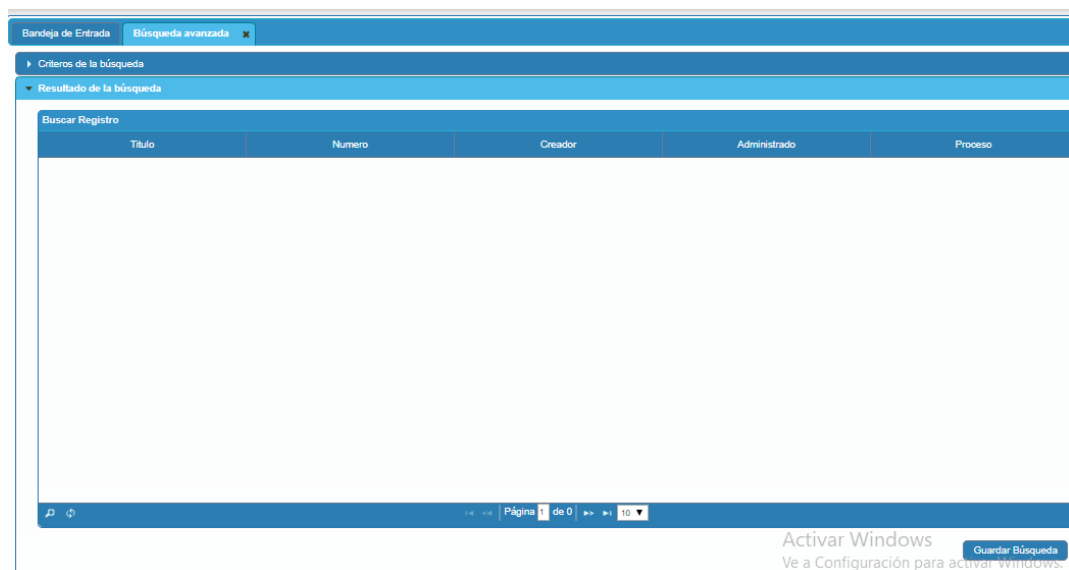 Bandeja de Entrada Búsqueda avanzada
Criteros de la búsqueda
Resultado de la búsqueda
Buscar Registro
Titulo Numero Creador Administrado Proceso
Página 1 de 0 10
Activar Windows
Guardar Búsqueda
Ve a Configuración para activar Windows.